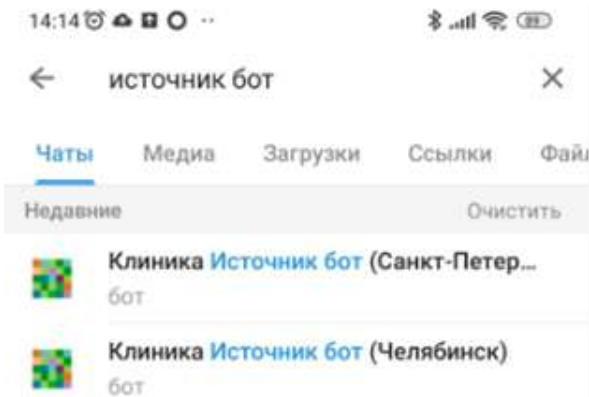 14:14
источник бот
Чаты Медиа Загрузки Ссылки Файл
Недавние Очистить
Клиника Источник бот (Санкт-Петер...
бот
Клиника Источник бот (Челябинск)
бот